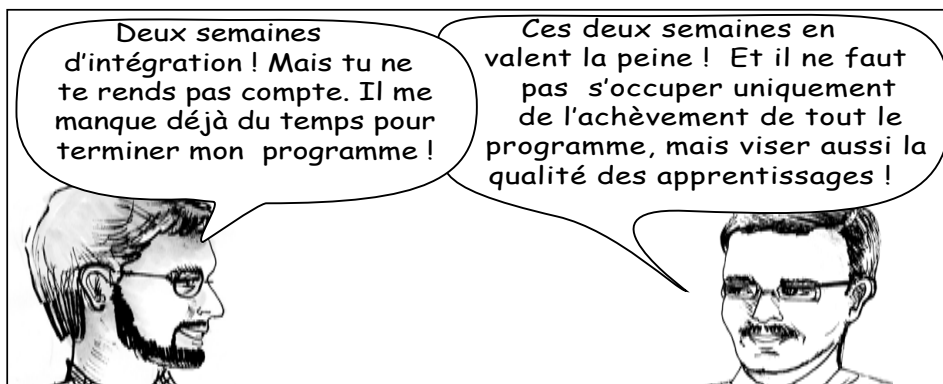 Deux semaines
d'intégration ! Mais tu ne
te rends pas compte. Il me
manque déjà du temps pour
terminer mon programme !
Ces deux semaines en
valent la peine ! Et il ne faut
pas s'occuper uniquement
de l'achèvement de tout le
programme, mais viser aussi la
qualité des apprentissages !